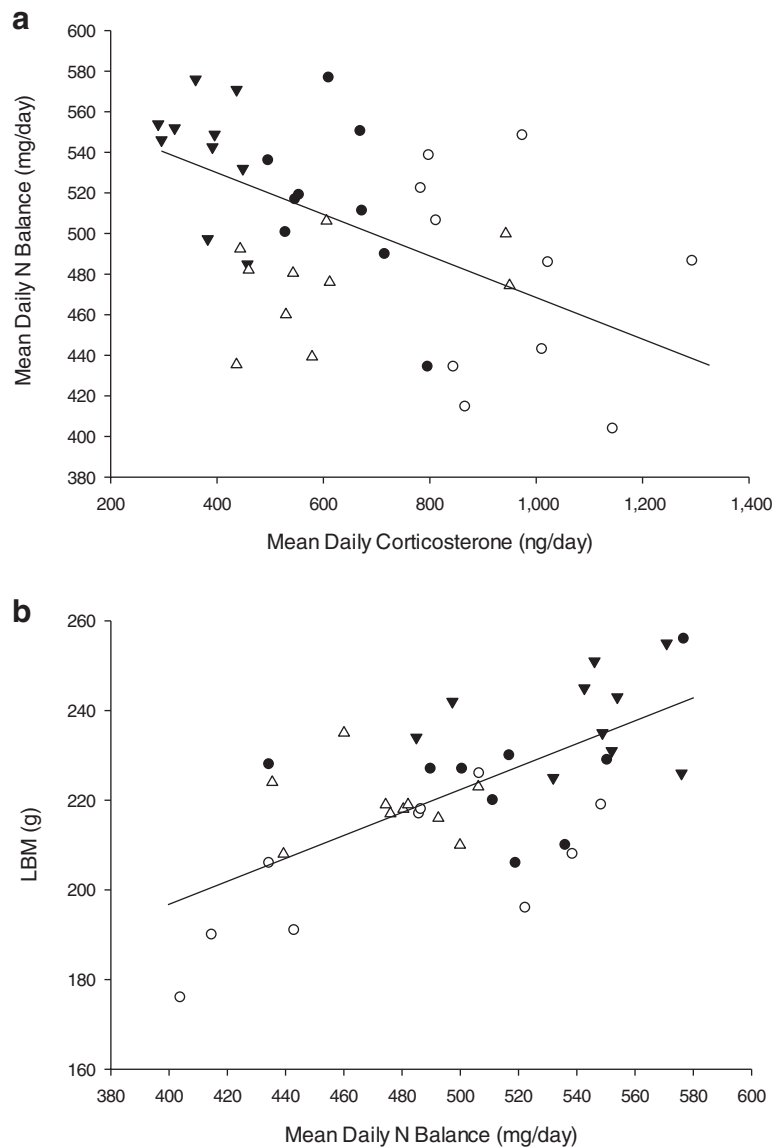 a
600
580
560
540
520
500
480
460
440
420
400
380
Mean Daily N Balance (mg/day)
200 400 600 800 1,000 1,200 1,400
Mean Daily Corticosterone (ng/day)
b
260
240
220
200
180
160
LBM (g)
380 400 420 440 460 480 500 520 540 560 580 600
Mean Daily N Balance (mg/day)